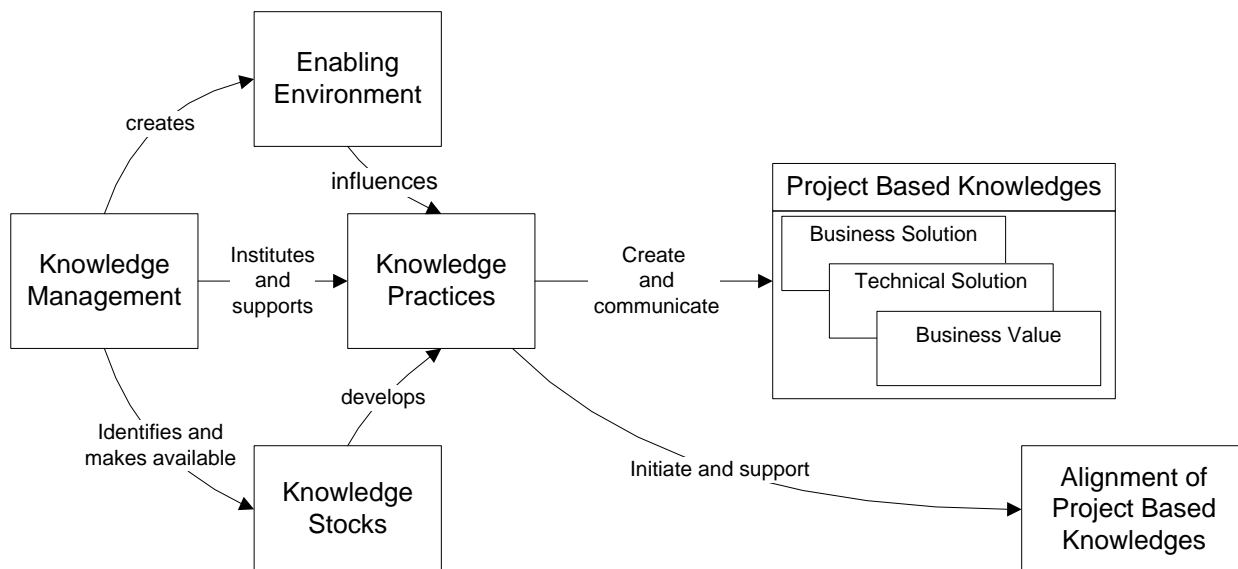 Enabling
Environment
creates
influences
Project Based Knowledges
Business Solution
Technical Solution
Business Value
Knowledge
Management
Institutes
and
supports
Knowledge
Practices
Create
and
communicate
develops
Identifies and
makes available
Knowledge
Stocks
Initiate and support
Alignment of
Project Based
Knowledges